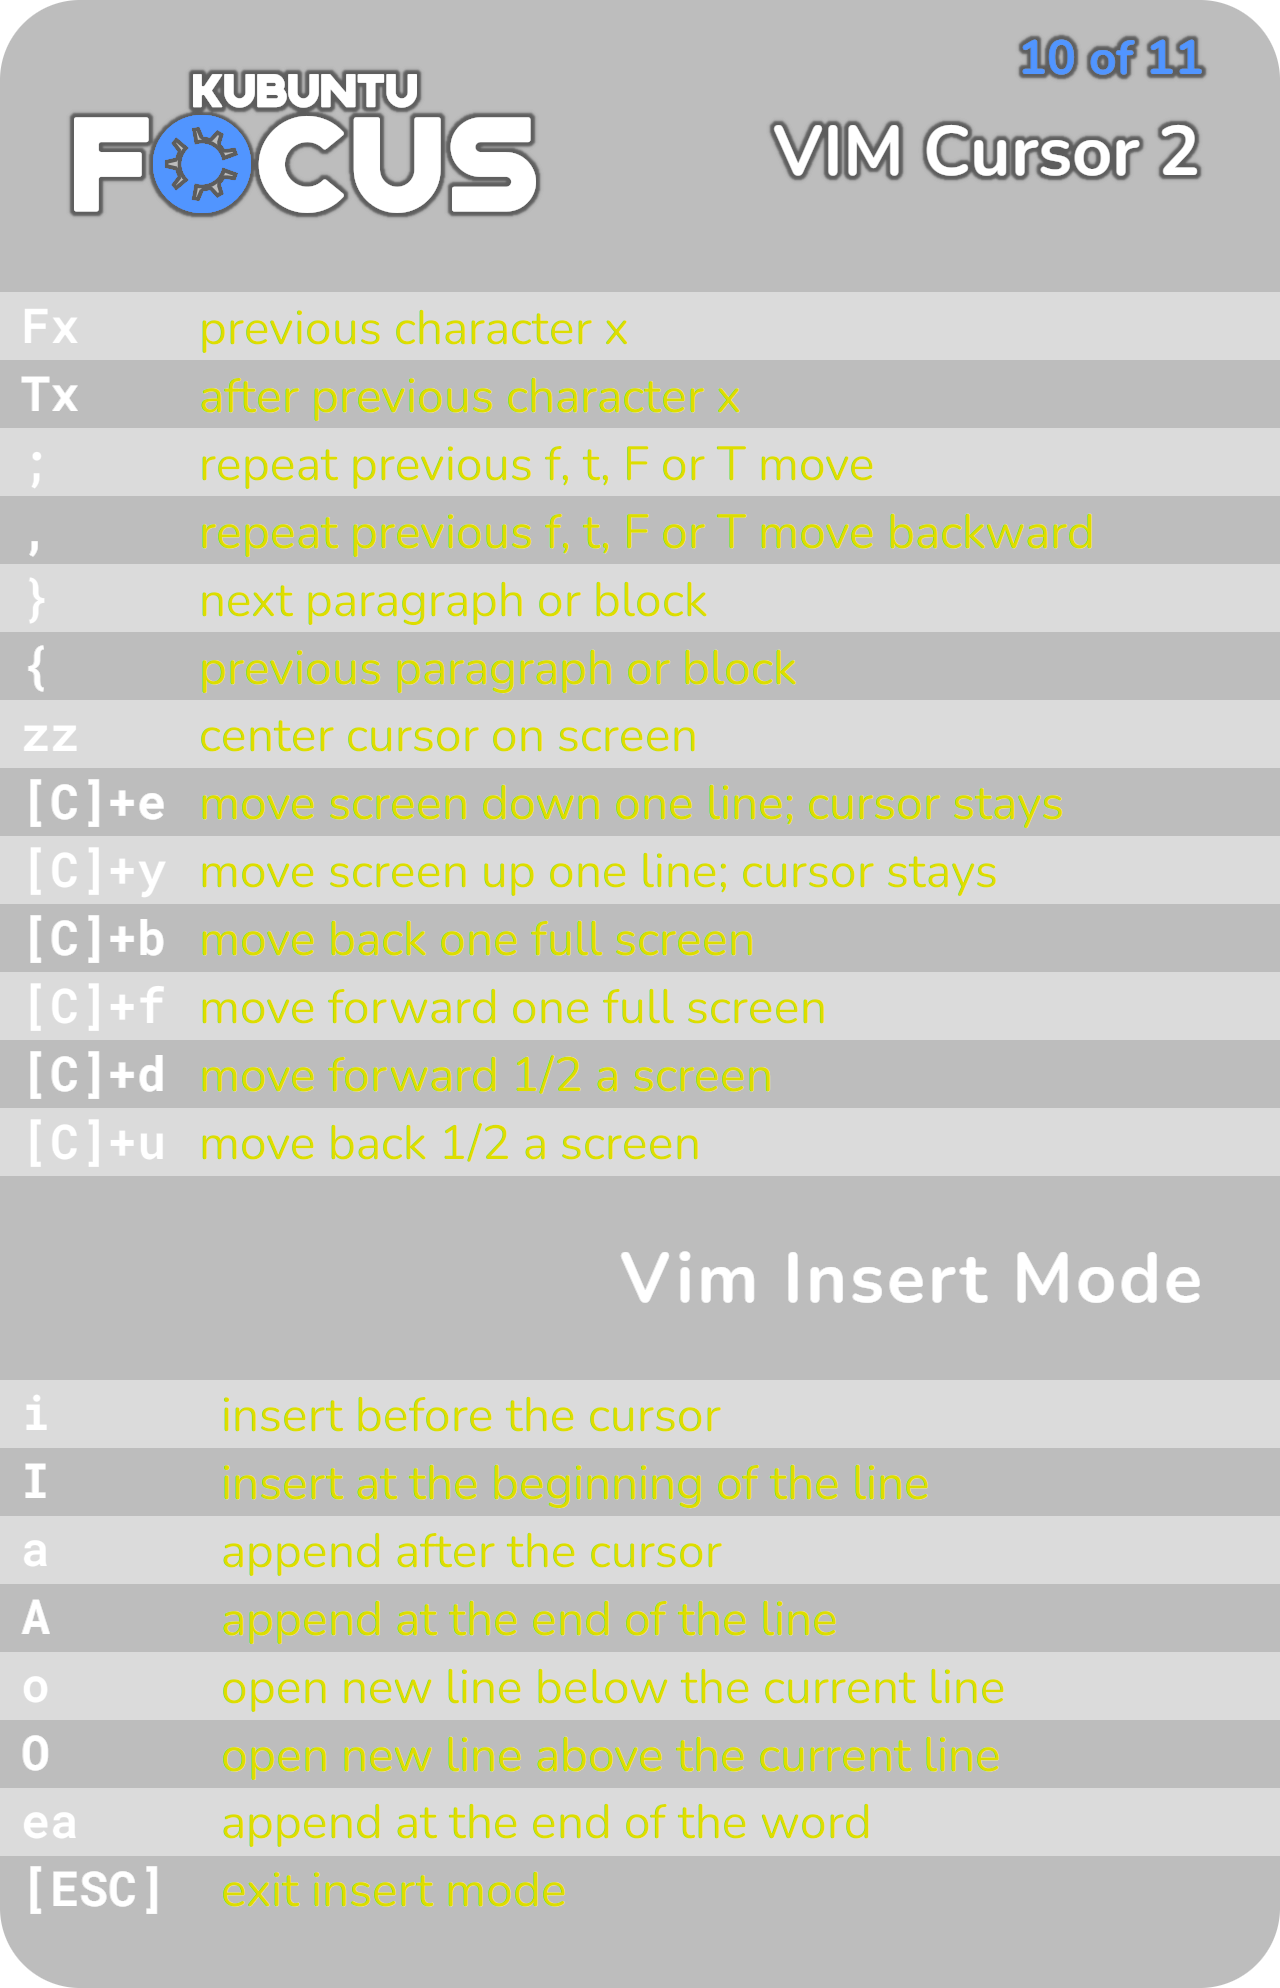 10 of 11
KUBUNTU
FOCUS
VIM Cursor 2
Fx previous character x
Tx after previous character x
; repeat previous f, t, F or T move
, repeat previous f, t, F or T move backward
} next paragraph or block
{ previous paragraph or block
zz center cursor on screen
[C]+e move screen down one line; cursor stays
[C]+y move screen up one line; cursor stays
[C]+b move back one full screen
[C]+f move forward one full screen
[C]+d move forward 1/2 a screen
[C]+u move back 1/2 a screen
Vim Insert Mode
i insert before the cursor
I insert at the beginning of the line
a append after the cursor
A append at the end of the line
o open new line below the current line
O open new line above the current line
ea append at the end of the word
[ESC] exit insert mode